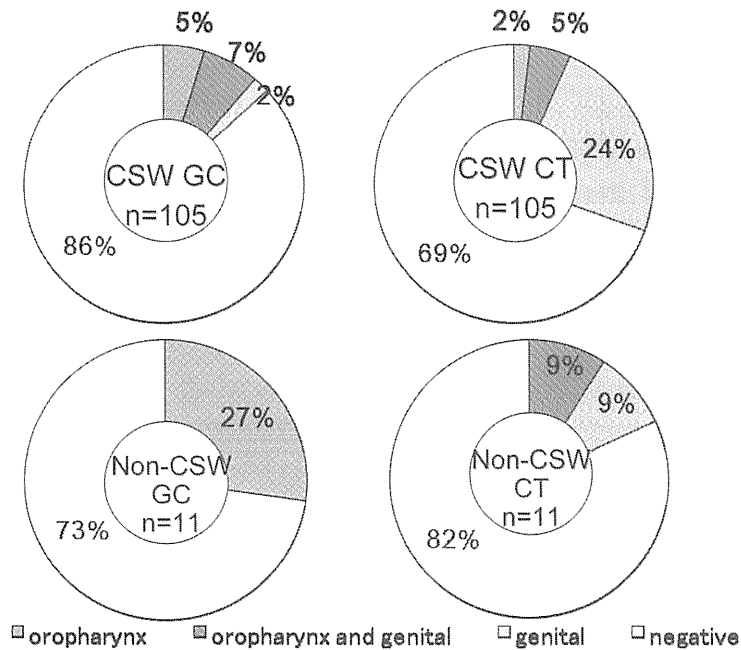 5%
7%
2%
CSW GC
n=105
86%
2%
5%
24%
CSW CT
n=105
69%
27%
Non-CSW
GC
n=11
73%
9%
9%
Non-CSW
CT
n=11
82%
oropharynx
oropharynx and genital
genital
negative